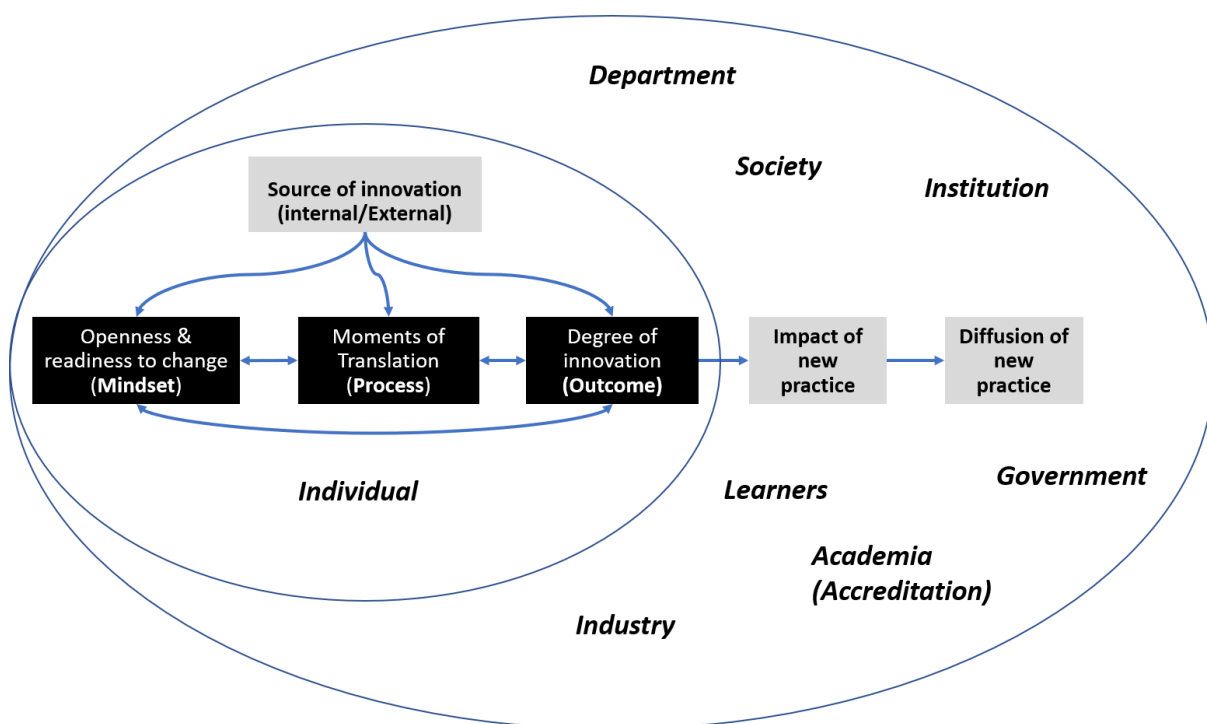 Department
Society
Institution
Source of innovation
(internal/External)
Openness &
readiness to change
(Mindset)
Moments of
Translation
(Process)
Degree of
innovation
(Outcome)
Impact of
new
practice
Diffusion of
new
practice
Individual
Learners
Government
Academia
(Accreditation)
Industry